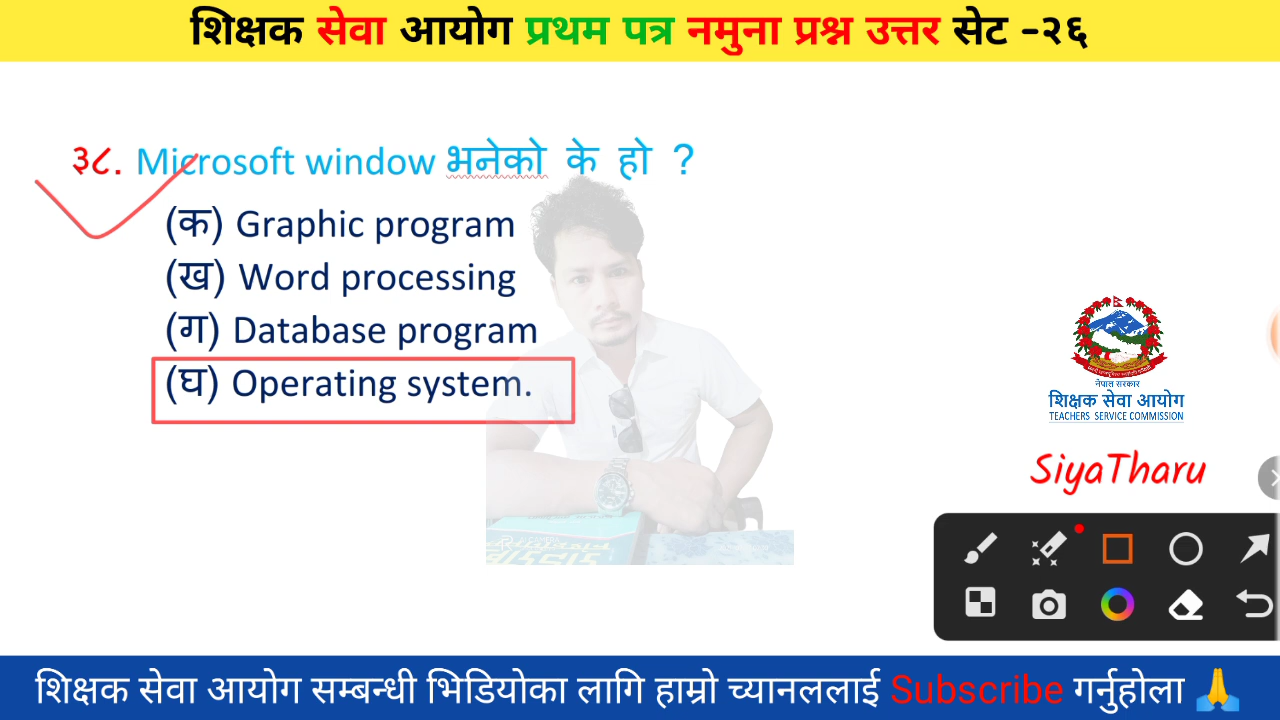 शिक्षक सेवा आयोग प्रथम पत्र नमुना प्रश्न उत्तर सेट -२६
३८. Microsoft window भनेको के हो ?
(क) Graphic program
(ख) Word processing
(ग) Database program
(घ) Operating system.
नेपाल सरकार
शिक्षक सेवा आयोग
TEACHERS SERVICE COMMISSION
SiyaTharu
शिक्षक सेवा आयोग सम्बन्धी भिडियोका लागि हाम्रो च्यानललाई Subscribe गर्नुहोला 🙏